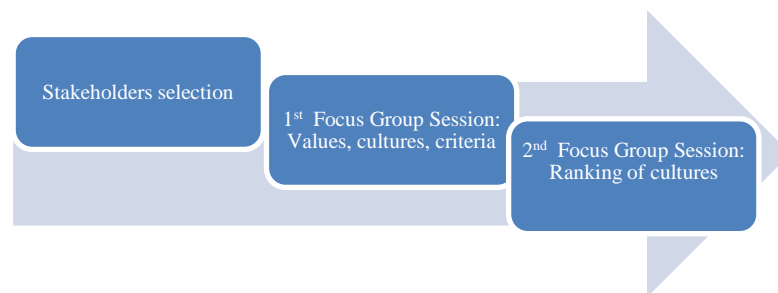 Stakeholders selection
1st Focus Group Session:
Values, cultures, criteria
2nd Focus Group Session:
Ranking of cultures